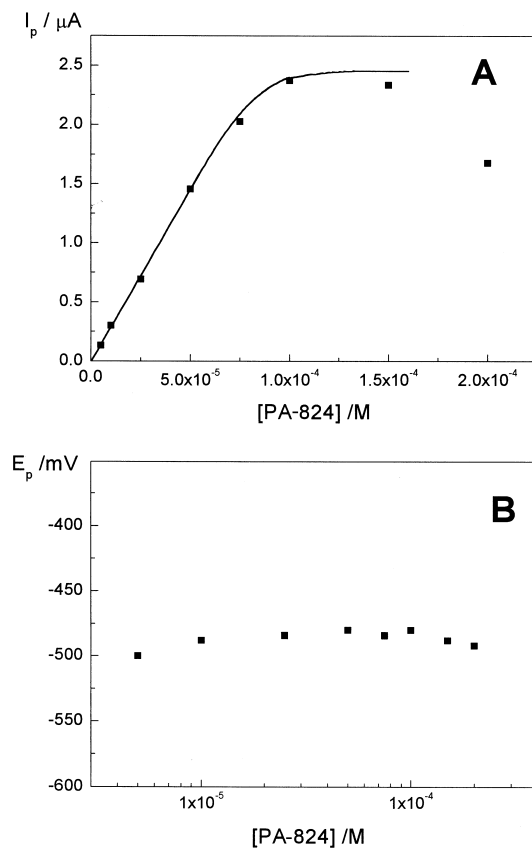 I_p / µA
A
2.5
2.0
1.5
1.0
0.5
0.0
0.0 5.0x10⁻⁵ 1.0x10⁻⁴ 1.5x10⁻⁴ 2.0x10⁻⁴
[PA-824] /M
E_p /mV
B
-400
-450
-500
-550
-600
1x10⁻⁵ 1x10⁻⁴
[PA-824] /M